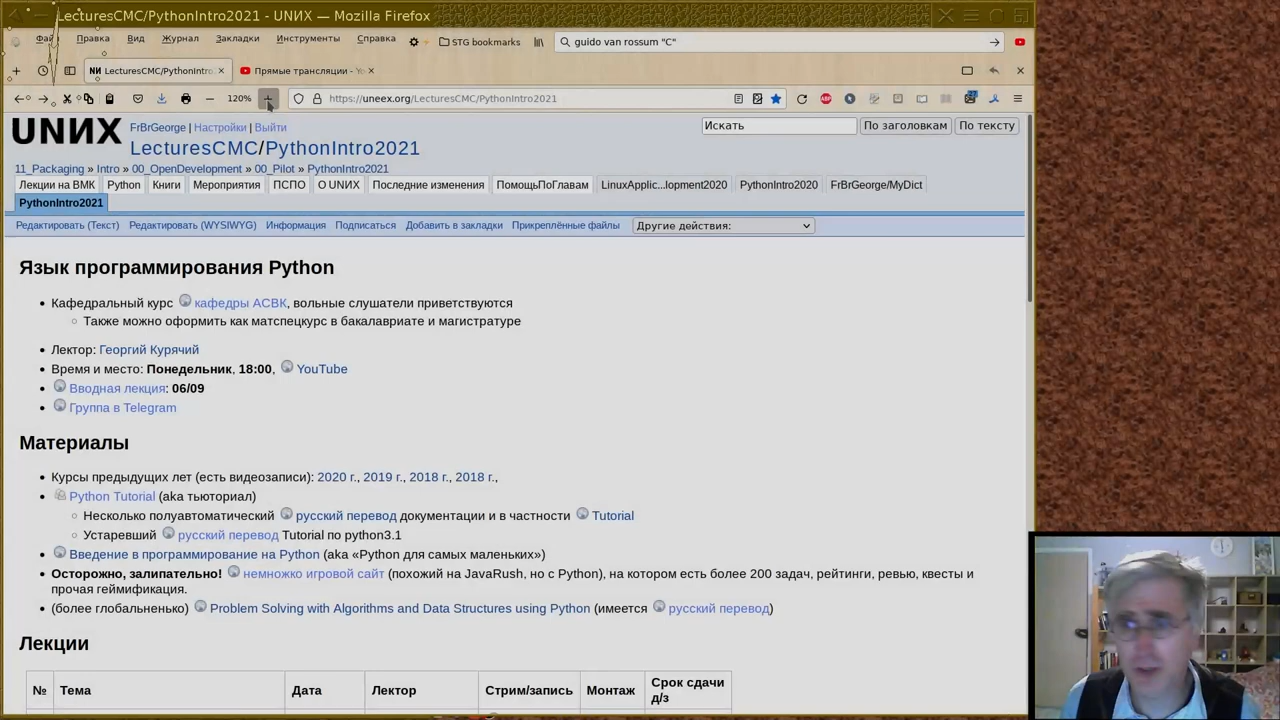 LecturesCMC/PythonIntro2021 - UNИX — Mozilla Firefox
Правка Вид Журнал Закладки Инструменты Справка STG bookmarks guido van rossum "C"
LecturesCMC/PythonIntro Прямые трансляции -
120% https://uneex.org/LecturesCMC/PythonIntro2021
UNИX FrBrGeorge | Настройки | Выйти Искать По заголовкам По тексту
LecturesCMC/PythonIntro2021
11_Packaging » Intro » 00_OpenDevelopment » 00_Pilot » PythonIntro2021
Лекции на ВМК Python Книги Мероприятия ПСПО О UNIX Последние изменения ПомощьПоГлавам LinuxApplic...lopment2020 PythonIntro2020 FrBrGeorge/MyDict
PythonIntro2021
Редактировать (Текст) Редактировать (WYSIWYG) Информация Подписаться Добавить в закладки Прикреплённые файлы Другие действия:
Язык программирования Python
• Кафедральный курс кафедры АСВК, вольные слушатели приветствуются
◦ Также можно оформить как матспецкурс в бакалавриате и магистратуре
• Лектор: Георгий Курячий
• Время и место: Понедельник, 18:00, YouTube
• Вводная лекция: 06/09
• Группа в Telegram
Материалы
• Курсы предыдущих лет (есть видеозаписи): 2020 г., 2019 г., 2018 г., 2018 г.,
• Python Tutorial (aka тьюториал)
◦ Несколько полуавтоматический русский перевод документации и в частности Tutorial
◦ Устаревший русский перевод Tutorial по python3.1
• Введение в программирование на Python (aka «Python для самых маленьких»)
• Осторожно, залипательно! немножко игровой сайт (похожий на JavaRush, но с Python), на котором есть более 200 задач, рейтинги, ревью, квесты и
прочая геймификация.
• (более глобальненько) Problem Solving with Algorithms and Data Structures using Python (имеется русский перевод)
Лекции
№ Тема Дата Лектор Стрим/запись Монтаж Срок сдачи
д/з